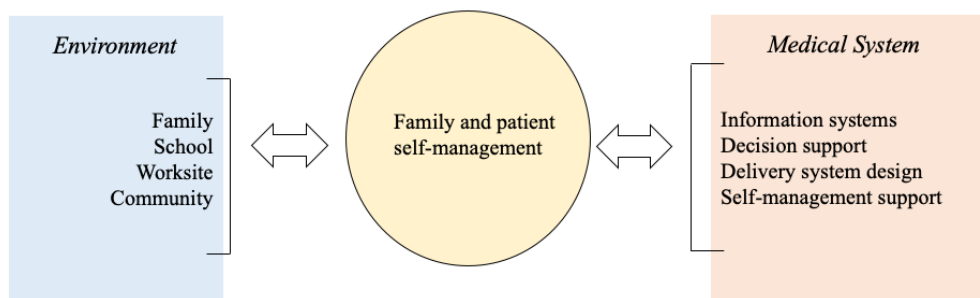 Environment
Family
School
Worksite
Community
Family and patient
self-management
Medical System
Information systems
Decision support
Delivery system design
Self-management support